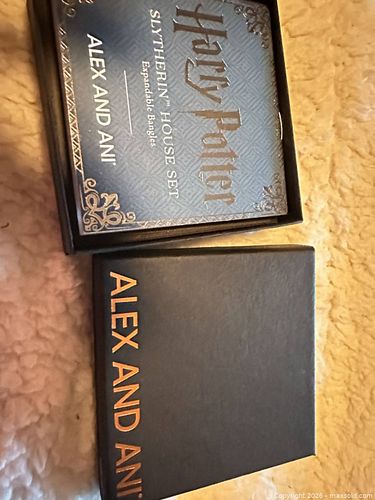 Harry Potter
SLYTHERIN™ HOUSE SET
Expandable Bangles
ALEX AND ANI®
ALEX AND ANI®
Copyright 2026 - maxsold.com